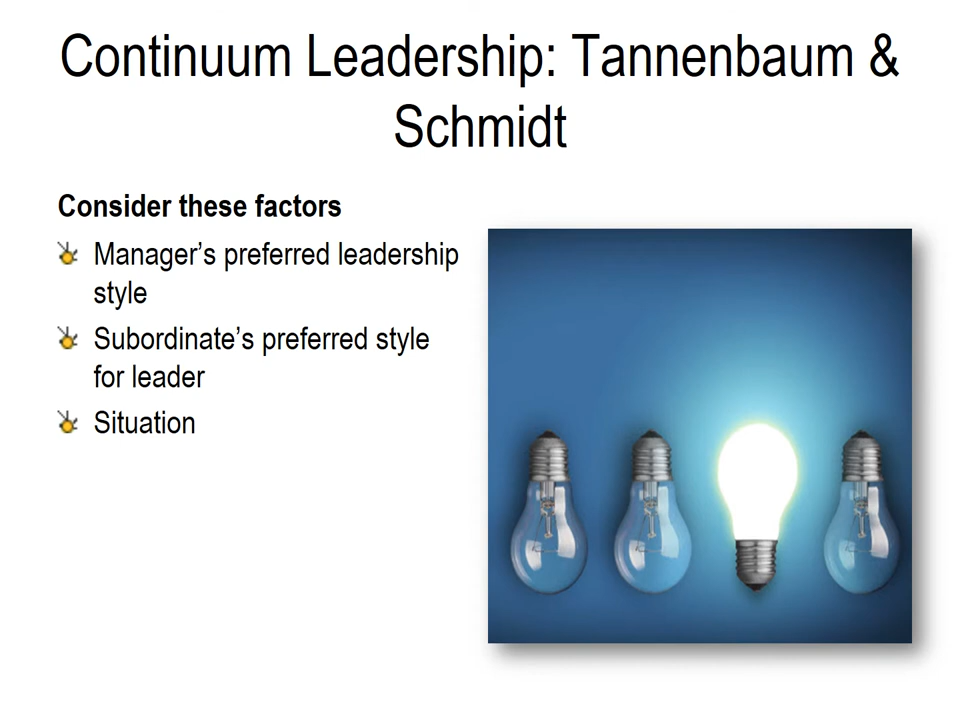 Continuum Leadership: Tannenbaum &
Schmidt
Consider these factors
Manager’s preferred leadership
style
Subordinate’s preferred style
for leader
Situation